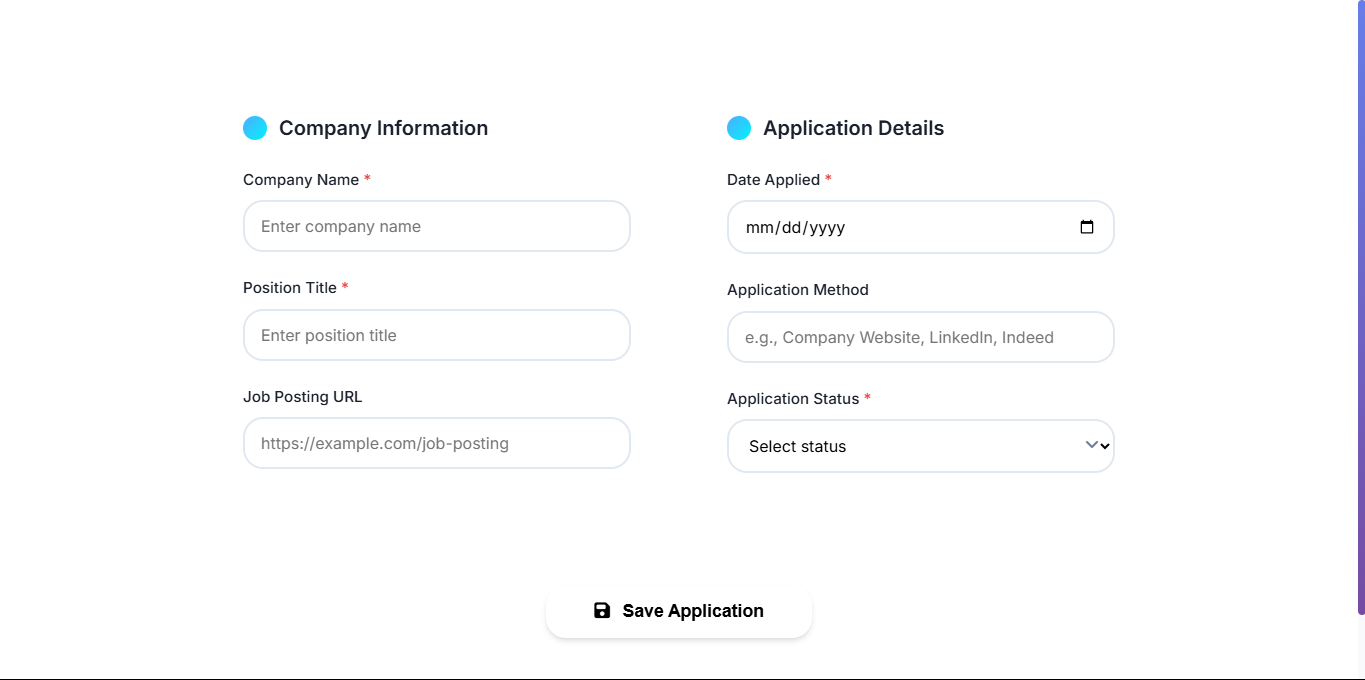 Company Information
Company Name *
Enter company name
Position Title *
Enter position title
Job Posting URL
https://example.com/job-posting
Application Details
Date Applied *
mm/dd/yyyy
Application Method
e.g., Company Website, LinkedIn, Indeed
Application Status *
Select status
Save Application